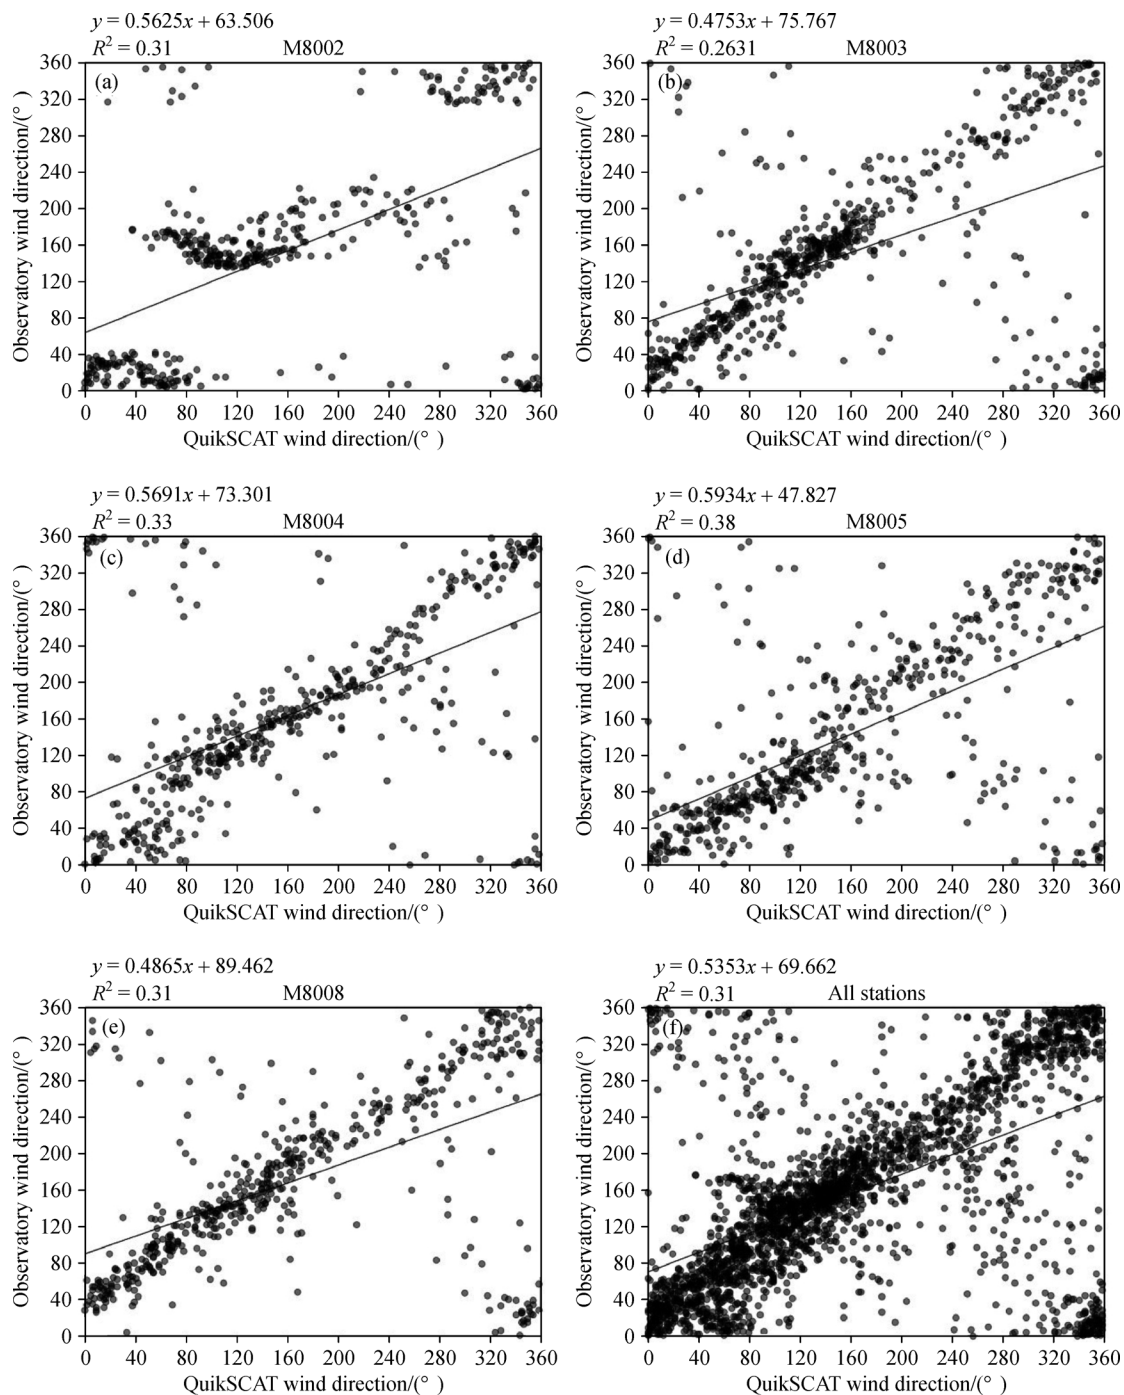 y = 0.5625x + 63.506
R² = 0.31 M8002
(a)
360
320
280
240
200
160
120
80
40
0
Observatory wind direction/(° )
0 40 80 120 160 200 240 280 320 360
QuikSCAT wind direction/(° )
y = 0.4753x + 75.767
R² = 0.2631 M8003
(b)
360
320
280
240
200
160
120
80
40
0
Observatory wind direction/(° )
0 40 80 120 160 200 240 280 320 360
QuikSCAT wind direction/(° )
y = 0.5691x + 73.301
R² = 0.33 M8004
(c)
360
320
280
240
200
160
120
80
40
0
Observatory wind direction/(° )
0 40 80 120 160 200 240 280 320 360
QuikSCAT wind direction/(° )
y = 0.5934x + 47.827
R² = 0.38 M8005
(d)
360
320
280
240
200
160
120
80
40
0
Observatory wind direction/(° )
0 40 80 120 160 200 240 280 320 360
QuikSCAT wind direction/(° )
y = 0.4865x + 89.462
R² = 0.31 M8008
(e)
360
320
280
240
200
160
120
80
40
0
Observatory wind direction/(° )
0 40 80 120 160 200 240 280 320 360
QuikSCAT wind direction/(° )
y = 0.5353x + 69.662
R² = 0.31 All stations
(f)
360
320
280
240
200
160
120
80
40
0
Observatory wind direction/(° )
0 40 80 120 160 200 240 280 320 360
QuikSCAT wind direction/(° )